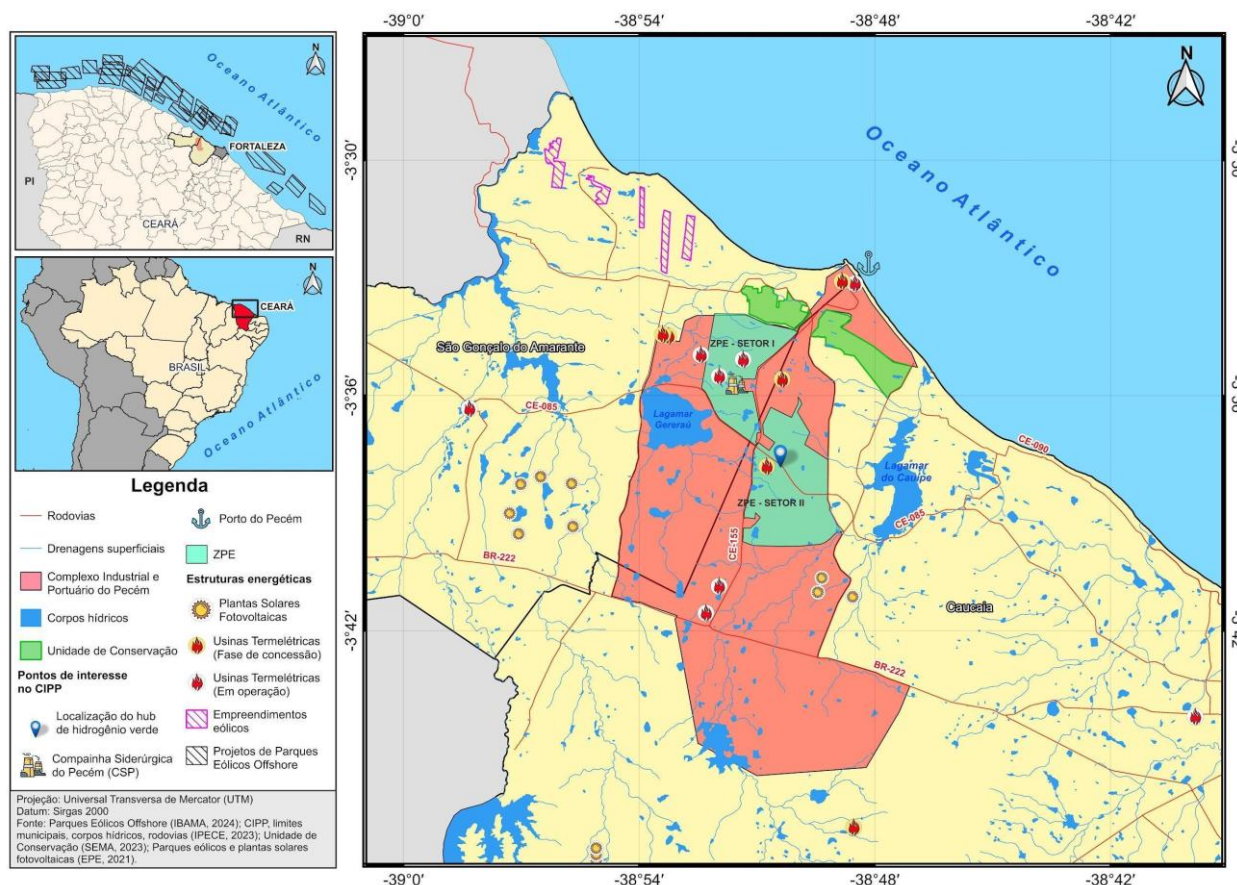 N
Oceano Atlântico
FORTALEZA
PI
CEARÁ
RN
N
CEARÁ
BRASIL
Oceano Atlântico
Legenda
Rodovias
Drenagens superficiais
Complexo Industrial e
Portuário do Pecém
Corpos hídricos
Unidade de Conservação
Pontos de interesse
no CIPP
Localização do hub
de hidrogênio verde
Compainha Siderúrgica
do Pecém (CSP)
Porto do Pecém
ZPE
Estruturas energéticas
Plantas Solares
Fotovoltaicas
Usinas Termelétricas
(Fase de concessão)
Usinas Termelétricas
(Em operação)
Empreendimentos
eólicos
Projetos de Parques
Eólicos Offshore
Projeção: Universal Transversa de Mercator (UTM)
Datum: Sirgas 2000
Fonte: Parques Eólicos Offshore (IBAMA, 2024); CIPP, limites
municipais, corpos hídricos, rodovias (IPECE, 2023); Unidade de
Conservação (SEMA, 2023); Parques eólicos e plantas solares
fotovoltaicas (EPE, 2021).
-39°0' -38°54' -38°48' -38°42'
N
Oceano Atlântico
-3°30'
-3°36'
-3°42'
São Gonçalo do Amarante
ZPE - SETOR I
CE-085
Lagamar
Gereraú
CE-090
Lagamar
do Cauipe
ZPE - SETOR II
CE-085
CE-155
BR-222
Caucaia
BR-222
-39°0' -38°54' -38°48' -38°42'